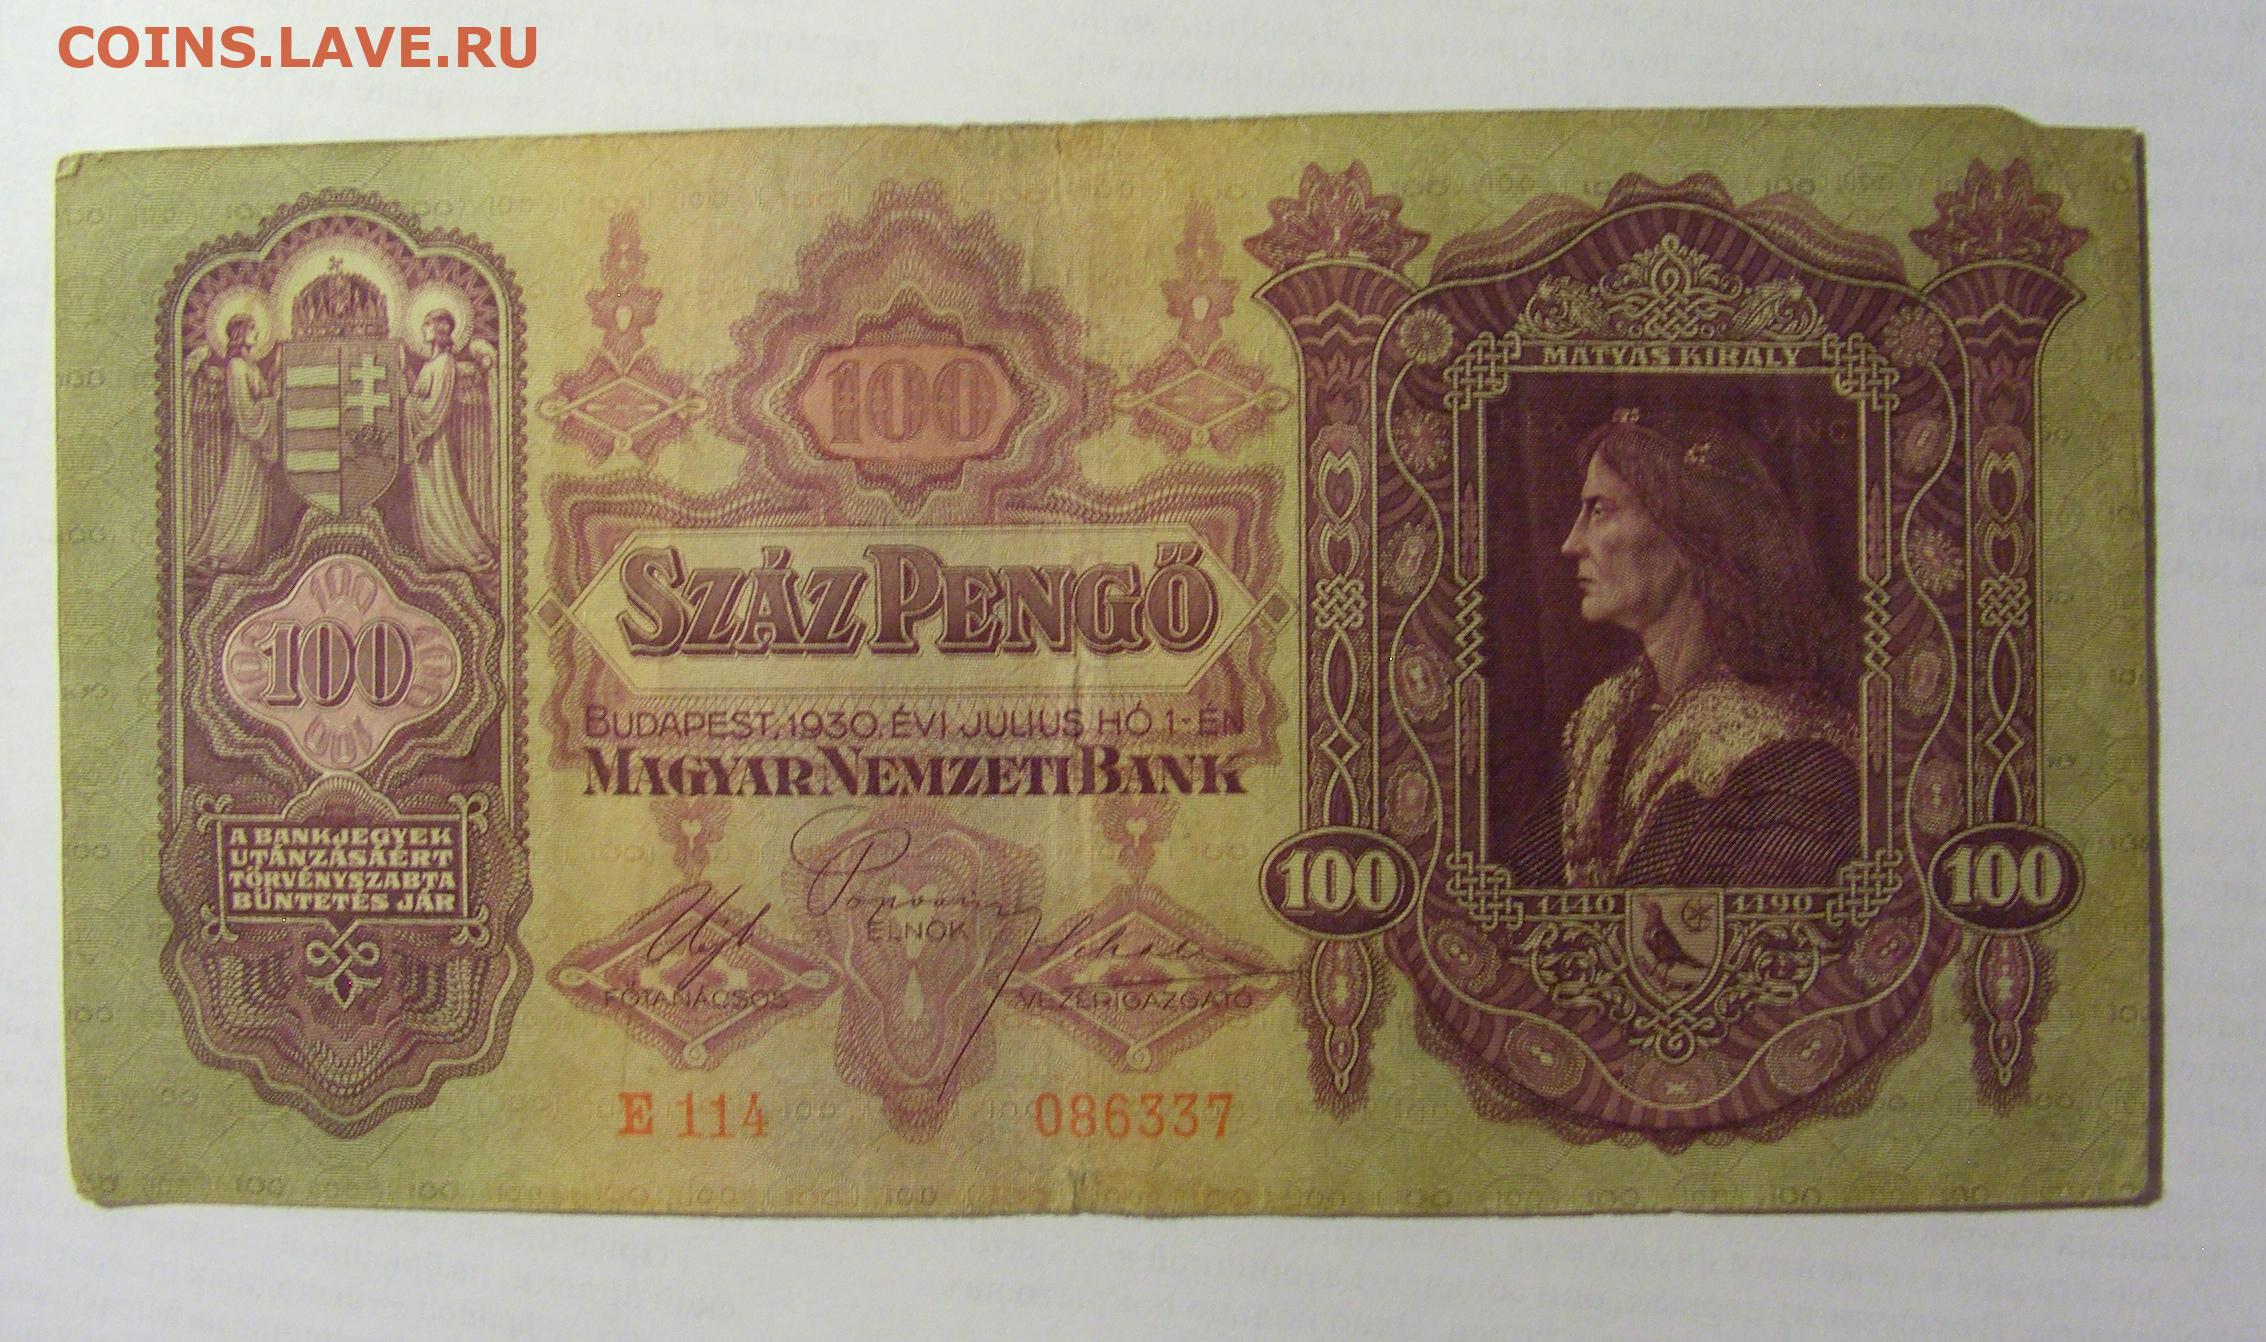 COINS.LAVE.RU
100
SZÁZ PENGŐ
BUDAPEST, 1930. ÉVI JULIUS HÓ 1-ÉN
MAGYAR NEMZETI BANK
ELNÖK
FŐTANÁCSOS
VEZÉRIGAZGATÓ
E 114 086337
100
A BANKJEGYEK
UTÁNZÁSÁÉRT
TÖRVÉNYSZABTA
BÜNTETÉS JÁR
MÁTYÁS KIRÁLY
1440 1490
100 100